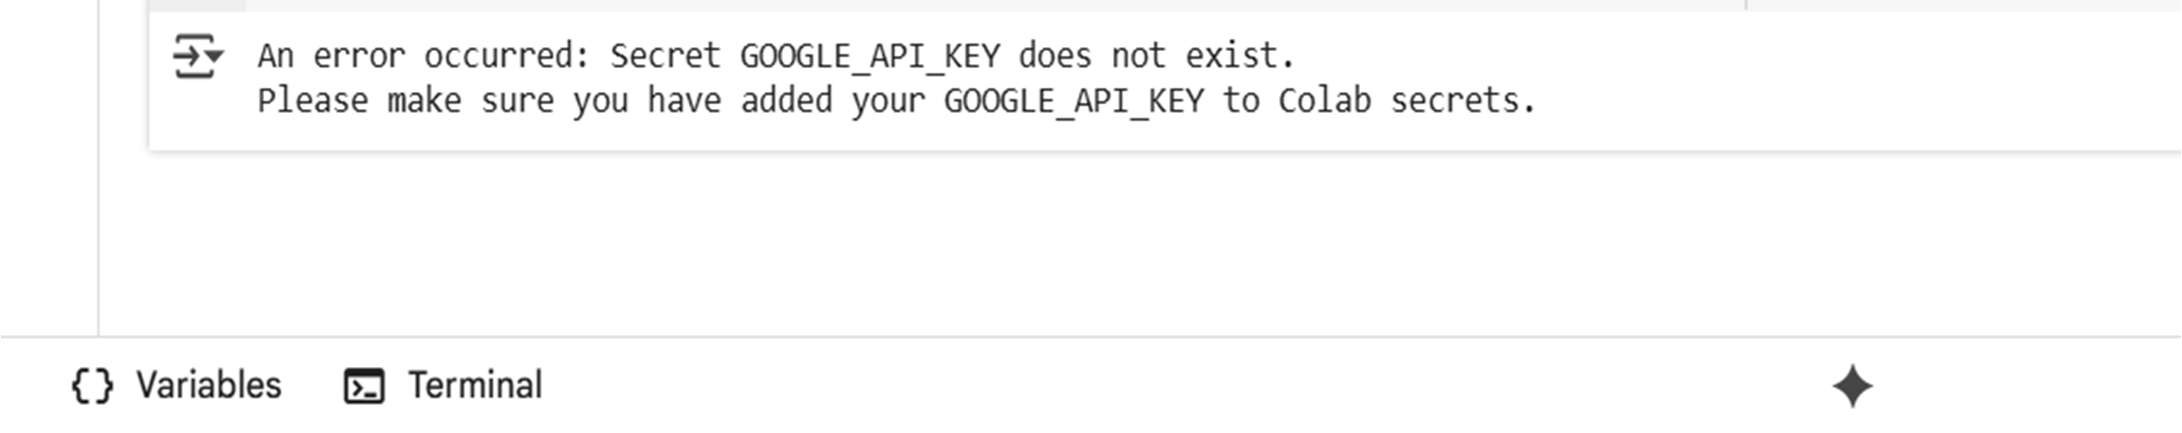 An error occurred: Secret GOOGLE_API_KEY does not exist.
Please make sure you have added your GOOGLE_API_KEY to Colab secrets.
{} Variables
Terminal